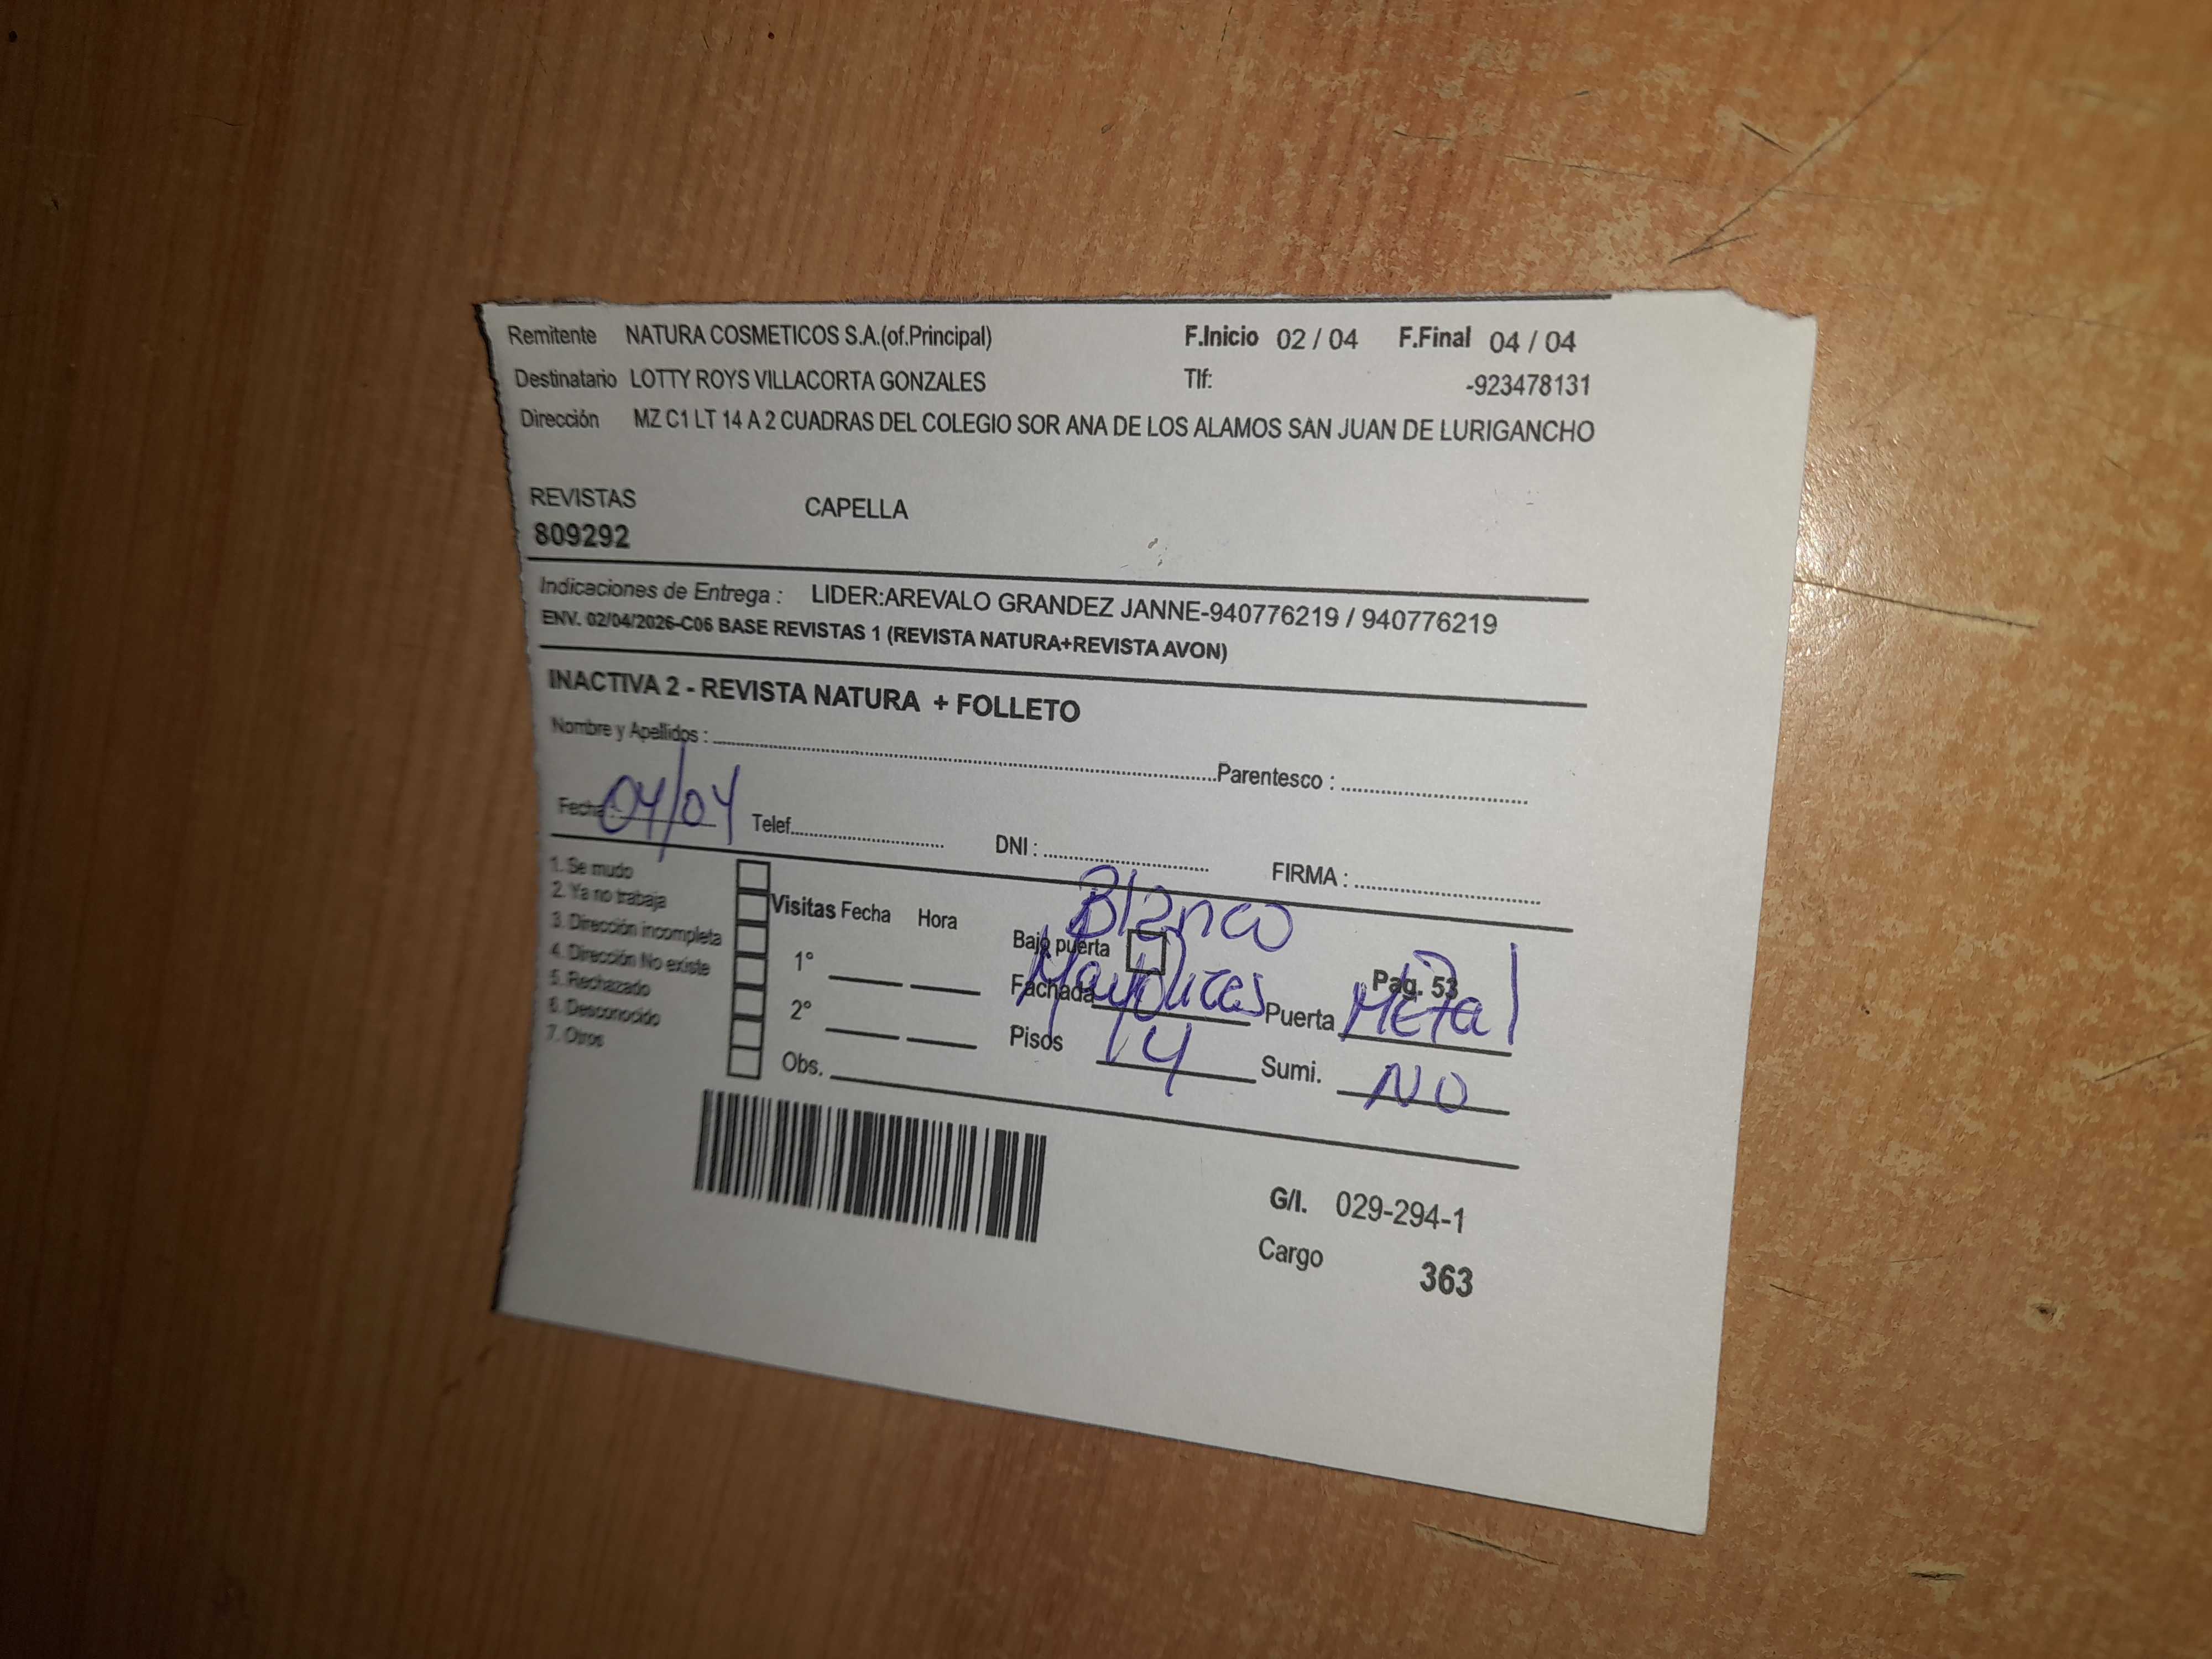 Remitente NATURA COSMETICOS S.A.(of.Principal) F.Inicio 02 / 04 F.Final 04 / 04
Destinatario LOTTY ROYS VILLACORTA GONZALES Tlf: -923478131
Dirección MZ C1 LT 14 A 2 CUADRAS DEL COLEGIO SOR ANA DE LOS ALAMOS SAN JUAN DE LURIGANCHO
REVISTAS CAPELLA
809292
Indicaciones de Entrega : LIDER:AREVALO GRANDEZ JANNE-940776219 / 940776219
ENV. 02/04/2026-C06 BASE REVISTAS 1 (REVISTA NATURA+REVISTA AVON)
INACTIVA 2 - REVISTA NATURA + FOLLETO
Nombre y Apellidos : Parentesco :
Fecha : 04/04 Telef. DNI : FIRMA :
1. Se mudo
2. Ya no trabaja
3. Dirección incompleta
4. Dirección No existe
5. Rechazado
6. Desconocido
7. Otros
Visitas Fecha Hora
1°
2°
Obs.
Blanco
Bajo puerta
Fachada Mayolicas Puerta Metal
Pag. 53
Pisos 14 Sumi. NO
G/I. 029-294-1
Cargo 363